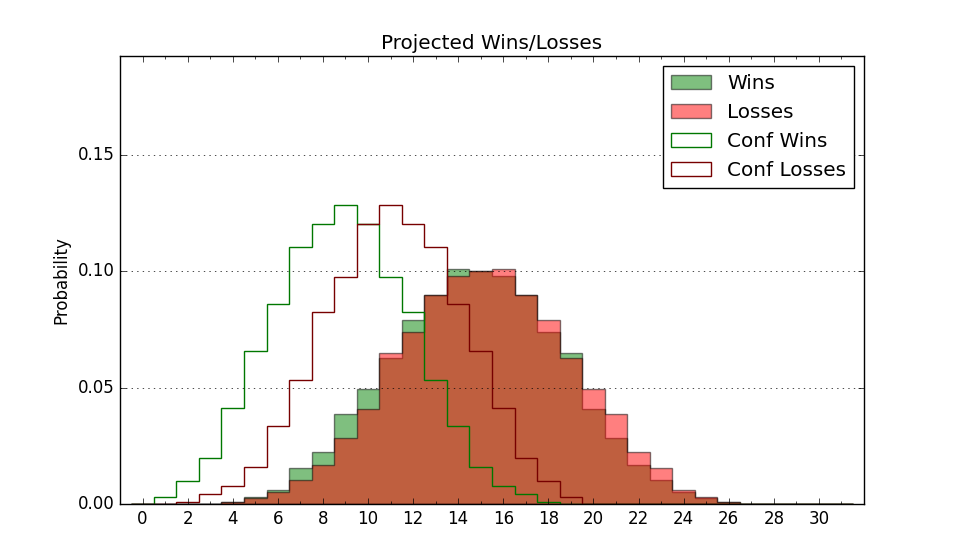 Projected Wins/Losses
Wins
Losses
Conf Wins
Conf Losses
Probability
0.15
0.10
0.05
0.00
0 2 4 6 8 10 12 14 16 18 20 22 24 26 28 30